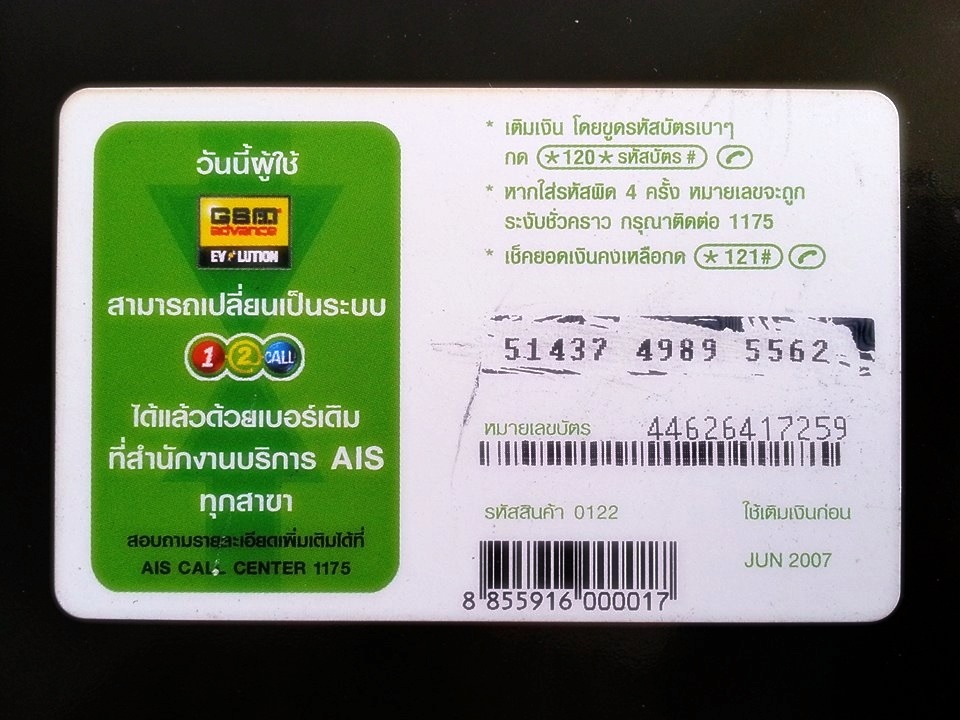 วันนี้ผู้ใช้
GSM
advance
EVOLUTION
สามารถเปลี่ยนเป็นระบบ
1 2 CALL
ได้แล้วด้วยเบอร์เดิม
ที่สำนักงานบริการ AIS
ทุกสาขา
สอบถามรายละเอียดเพิ่มเติมได้ที่
AIS CALL CENTER 1175
* เติมเงิน โดยขูดรหัสบัตรเบาๆ
กด *120*รหัสบัตร #
* หากใส่รหัสผิด 4 ครั้ง หมายเลขจะถูก
ระงับชั่วคราว กรุณาติดต่อ 1175
* เช็คยอดเงินคงเหลือกด *121#
51437 4989 5562
หมายเลขบัตร 44626417259
รหัสสินค้า 0122
ใช้เติมเงินก่อน
JUN 2007
8 855916 000017